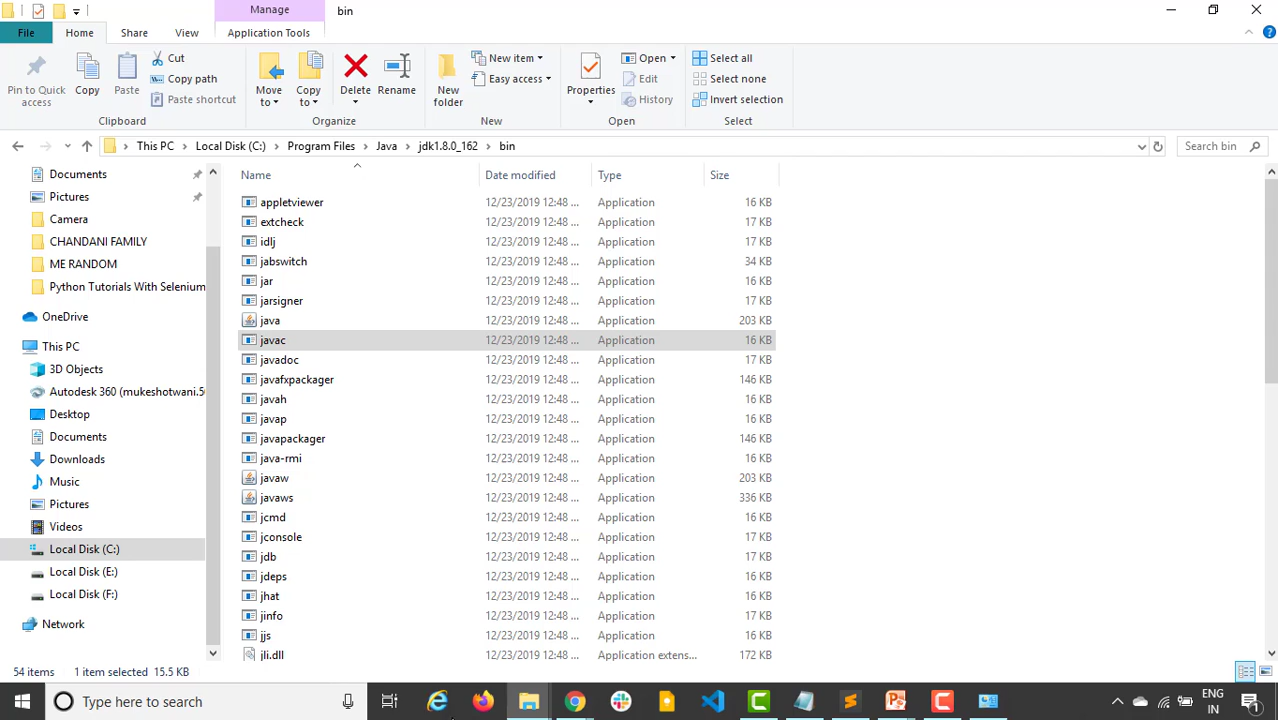 Manage
bin
File
Home
Share
View
Application Tools
Pin to Quick access
Copy
Paste
Cut
Copy path
Paste shortcut
Clipboard
Move to
Copy to
Delete
Rename
Organize
New folder
New item
Easy access
New
Properties
Open
Edit
History
Open
Select all
Select none
Invert selection
Select
This PC
Local Disk (C:)
Program Files
Java
jdk1.8.0_162
bin
Search bin
Documents
Pictures
Camera
CHANDANI FAMILY
ME RANDOM
Python Tutorials With Selenium
OneDrive
This PC
3D Objects
Autodesk 360 (mukeshotwani.5
Desktop
Documents
Downloads
Music
Pictures
Videos
Local Disk (C:)
Local Disk (E:)
Local Disk (F:)
Network
Name Date modified Type Size
appletviewer 12/23/2019 12:48 ... Application 16 KB
extcheck 12/23/2019 12:48 ... Application 17 KB
idlj 12/23/2019 12:48 ... Application 17 KB
jabswitch 12/23/2019 12:48 ... Application 34 KB
jar 12/23/2019 12:48 ... Application 16 KB
jarsigner 12/23/2019 12:48 ... Application 17 KB
java 12/23/2019 12:48 ... Application 203 KB
javac 12/23/2019 12:48 ... Application 16 KB
javadoc 12/23/2019 12:48 ... Application 17 KB
javafxpackager 12/23/2019 12:48 ... Application 146 KB
javah 12/23/2019 12:48 ... Application 16 KB
javap 12/23/2019 12:48 ... Application 16 KB
javapackager 12/23/2019 12:48 ... Application 146 KB
java-rmi 12/23/2019 12:48 ... Application 16 KB
javaw 12/23/2019 12:48 ... Application 203 KB
javaws 12/23/2019 12:48 ... Application 336 KB
jcmd 12/23/2019 12:48 ... Application 16 KB
jconsole 12/23/2019 12:48 ... Application 17 KB
jdb 12/23/2019 12:48 ... Application 16 KB
jdeps 12/23/2019 12:48 ... Application 16 KB
jhat 12/23/2019 12:48 ... Application 16 KB
jinfo 12/23/2019 12:48 ... Application 17 KB
jjs 12/23/2019 12:48 ... Application 16 KB
jli.dll 12/23/2019 12:48 ... Application extens... 172 KB
54 items 1 item selected 15.5 KB
Type here to search
ENG
IN
1